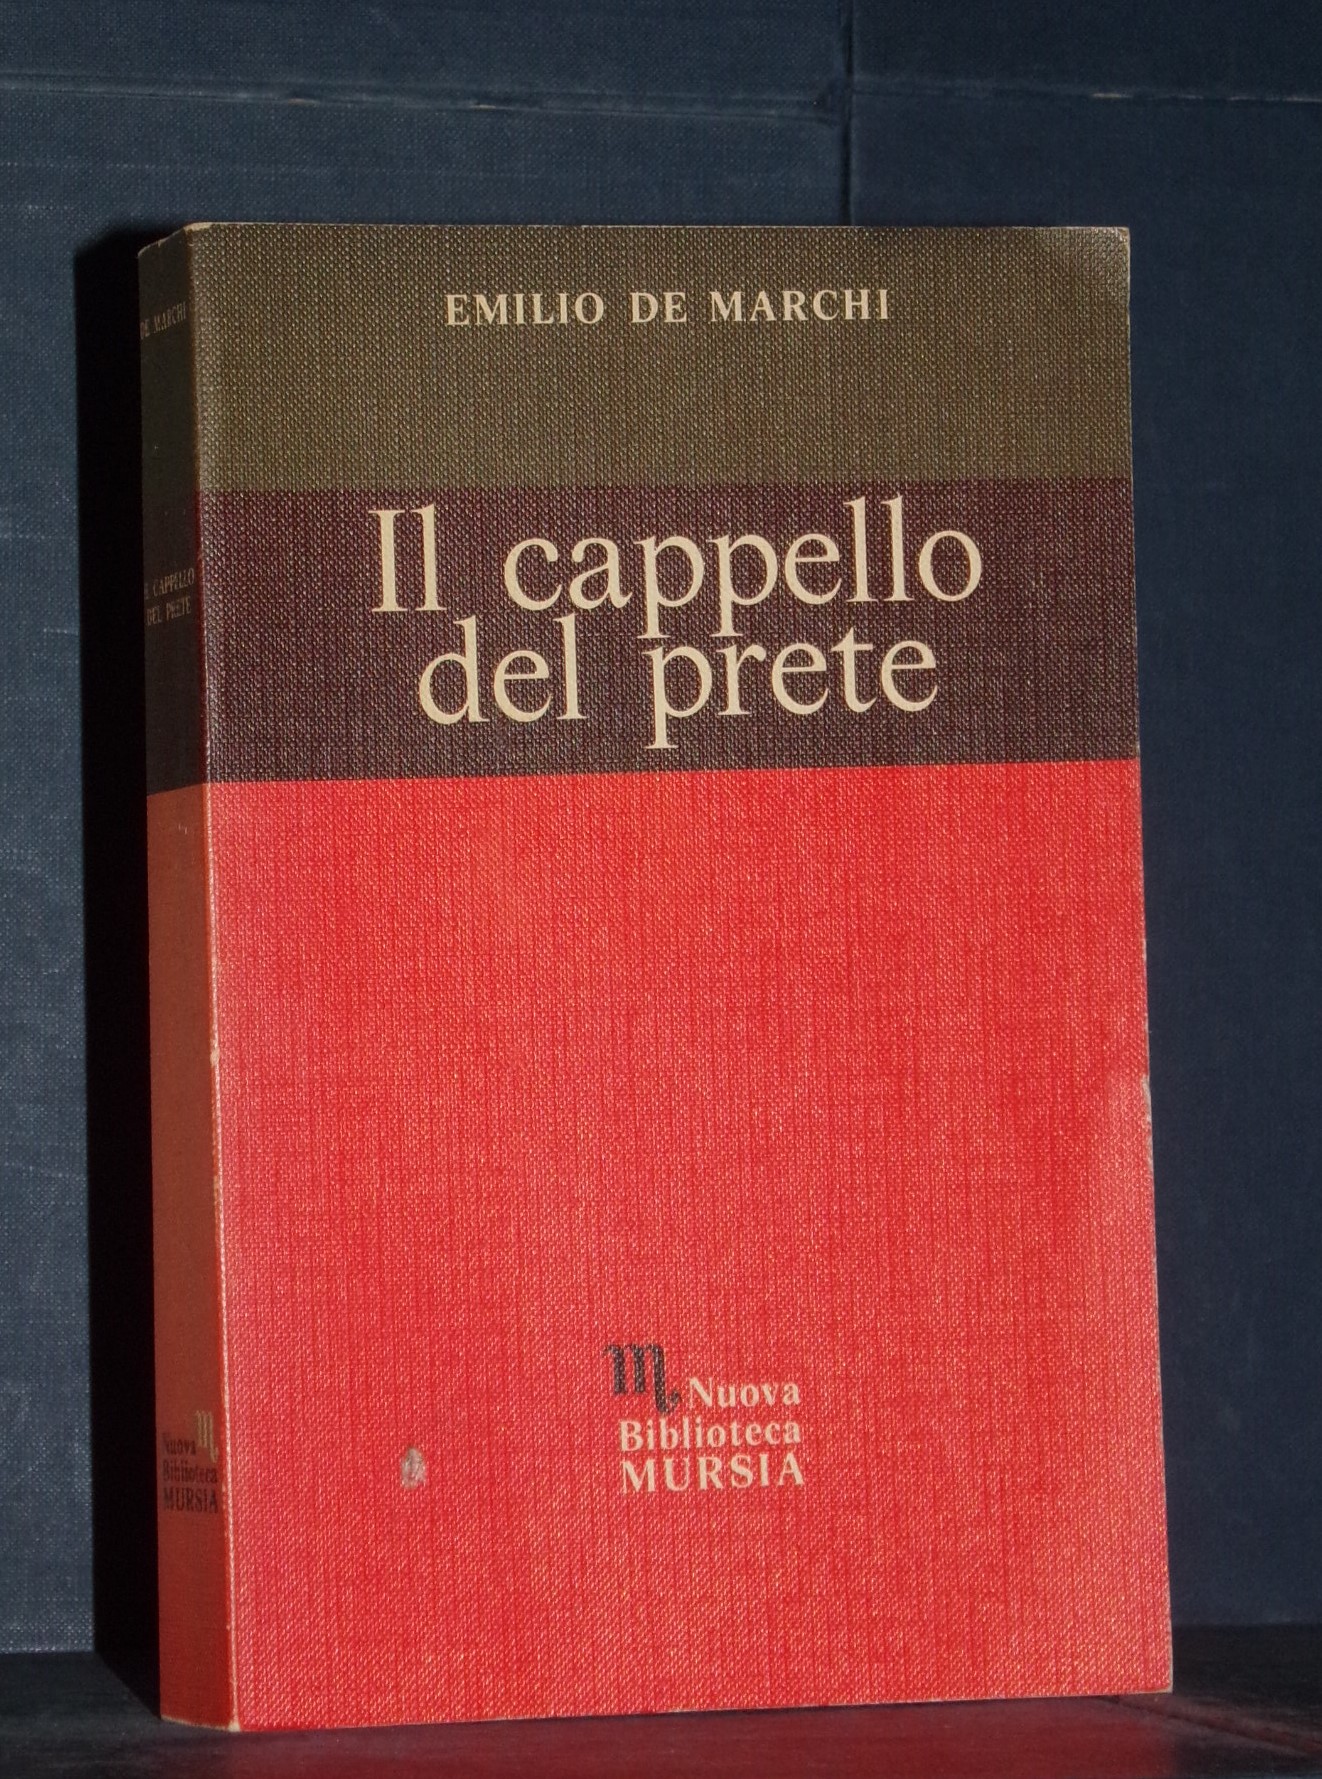 EMILIO DE MARCHI
Il cappello
del prete
Nuova
Biblioteca
MURSIA
DE MARCHI
IL CAPPELLO
DEL PRETE
m
Nuova
Biblioteca
MURSIA